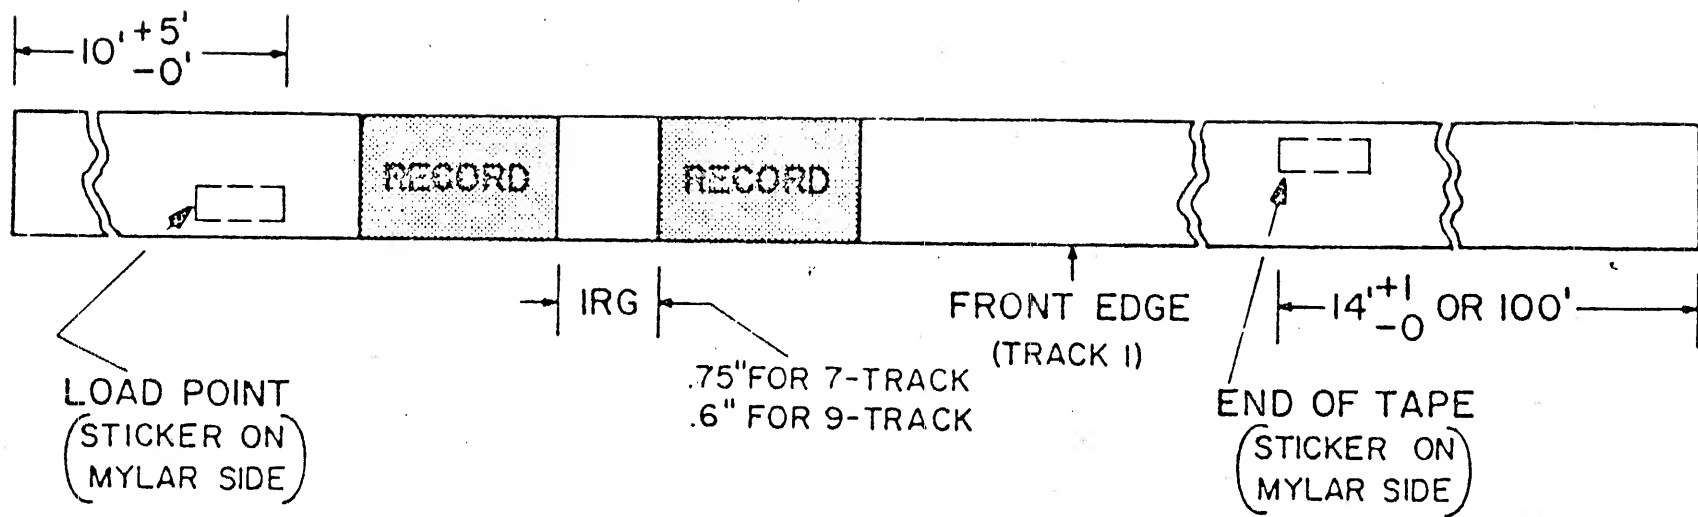 10' +5' -0'
RECORD
RECORD
IRG
FRONT EDGE
(TRACK 1)
14' +1 -0 OR 100'
.75" FOR 7-TRACK
.6" FOR 9-TRACK
LOAD POINT
(STICKER ON
MYLAR SIDE)
END OF TAPE
(STICKER ON
MYLAR SIDE)